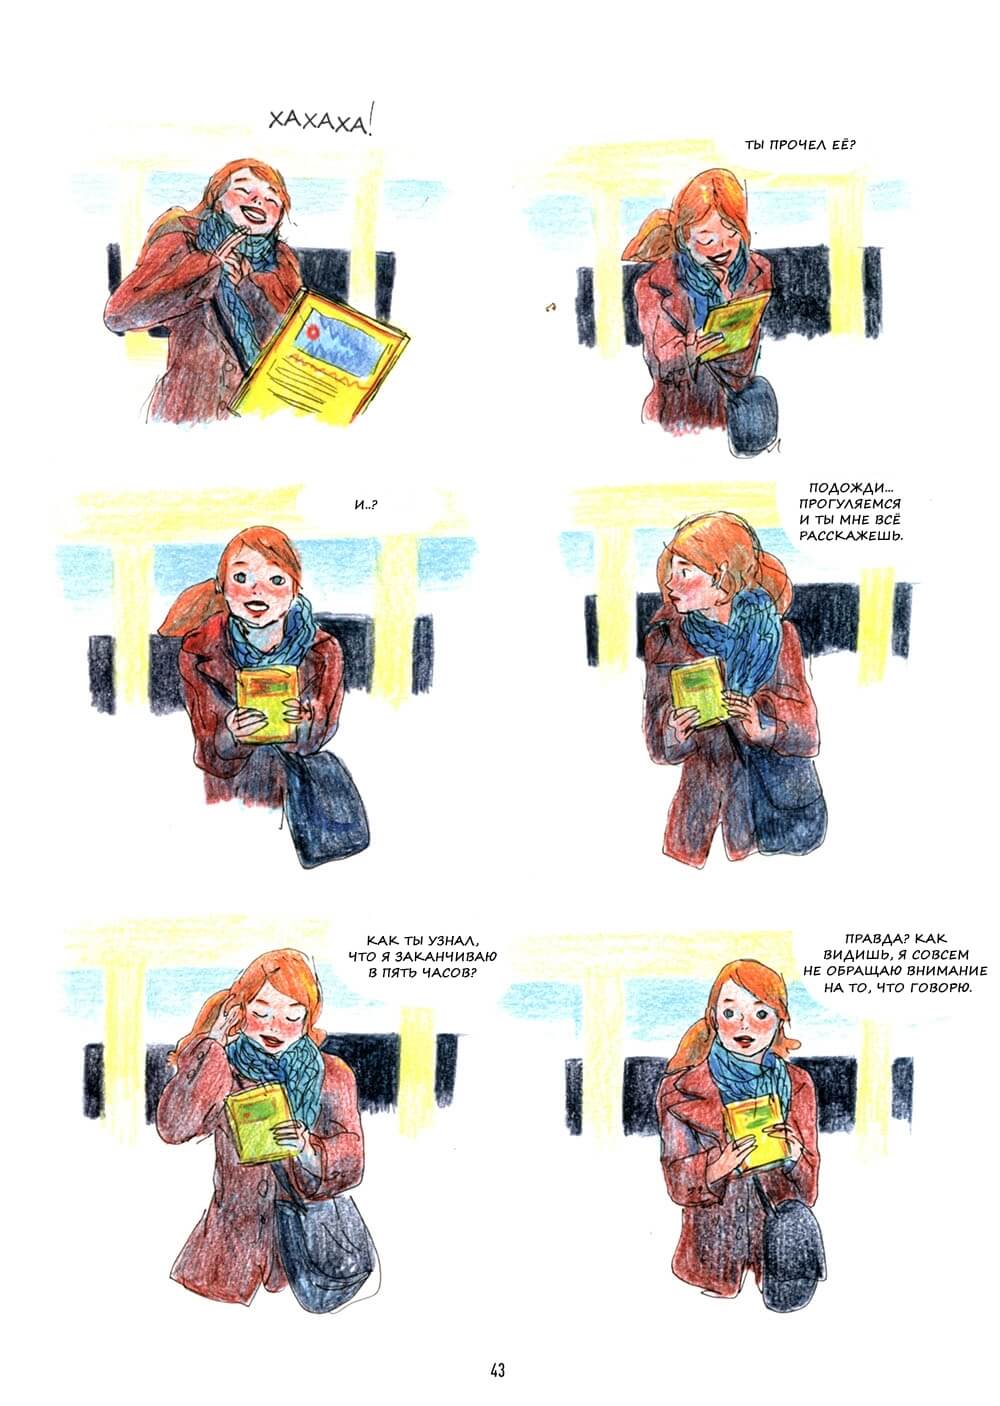 ХАХАХА!
ТЫ ПРОЧЕЛ ЕЁ?
И..?
ПОДОЖДИ...
ПРОГУЛЯЕМСЯ
И ТЫ МНЕ ВСЁ
РАССКАЖЕШЬ.
КАК ТЫ УЗНАЛ,
ЧТО Я ЗАКАНЧИВАЮ
В ПЯТЬ ЧАСОВ?
ПРАВДА? КАК
ВИДИШЬ, Я СОВСЕМ
НЕ ОБРАЩАЮ ВНИМАНИЕ
НА ТО, ЧТО ГОВОРЮ.
43